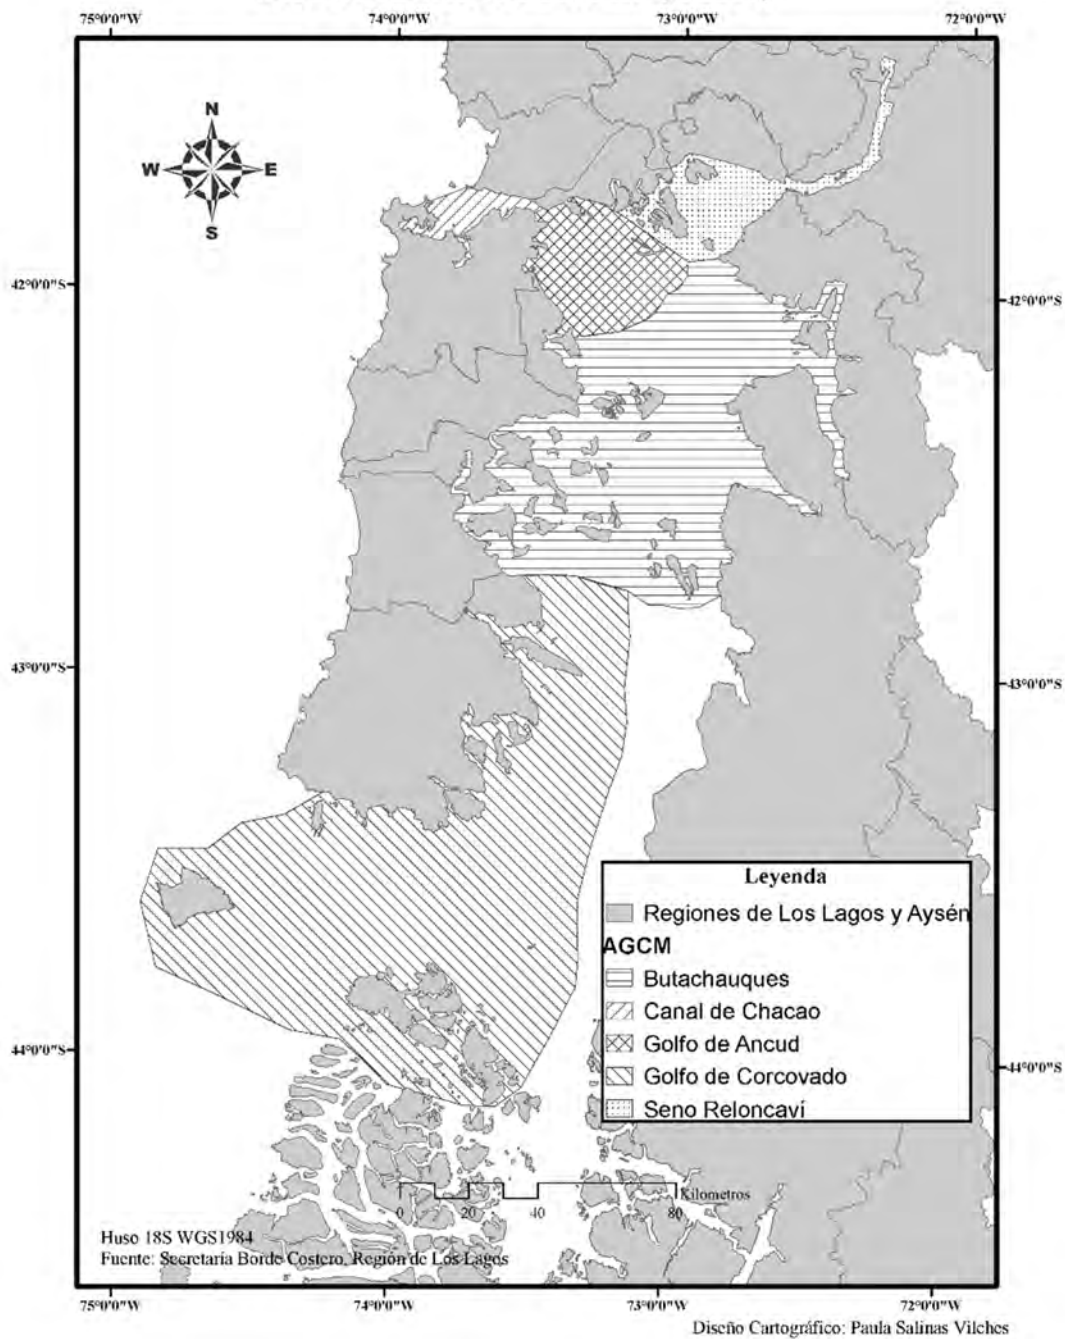 75°0'0"W 74°0'0"W 73°0'0"W 72°0'0"W
N
W E
S
42°0'0"S 42°0'0"S
43°0'0"S 43°0'0"S
Leyenda
Regiones de Los Lagos y Aysén
AGCM
Butachauques
Canal de Chacao
Golfo de Ancud
Golfo de Corcovado
Seno Reloncaví
44°0'0"S 44°0'0"S
Kilometros
0 20 40 80
Huso 18S WGS1984
Fuente: Secretaría Borde Costero, Región de Los Lagos
75°0'0"W 74°0'0"W 73°0'0"W 72°0'0"W
Diseño Cartográfico: Paula Salinas Vilches